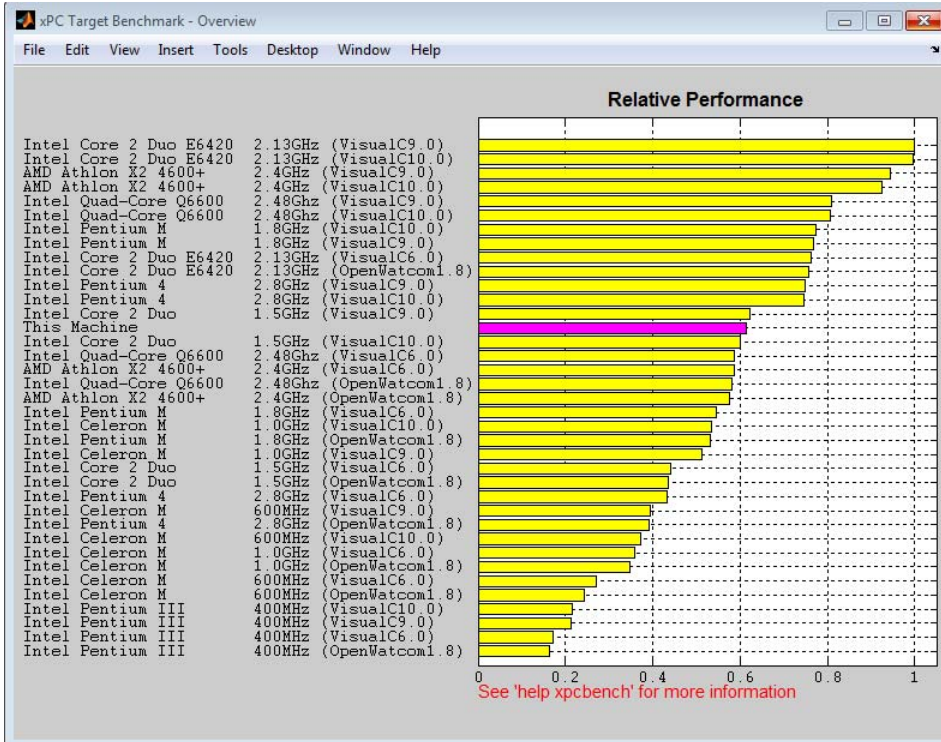 xPC Target Benchmark - Overview
File Edit View Insert Tools Desktop Window Help
Relative Performance
Intel Core 2 Duo E6420 2.13GHz (VisualC9.0)
Intel Core 2 Duo E6420 2.13GHz (VisualC10.0)
AMD Athlon X2 4600+ 2.4GHz (VisualC9.0)
AMD Athlon X2 4600+ 2.4GHz (VisualC10.0)
Intel Quad-Core Q6600 2.48Ghz (VisualC9.0)
Intel Quad-Core Q6600 2.48Ghz (VisualC10.0)
Intel Pentium M 1.8GHz (VisualC10.0)
Intel Pentium M 1.8GHz (VisualC9.0)
Intel Core 2 Duo E6420 2.13GHz (VisualC6.0)
Intel Core 2 Duo E6420 2.13GHz (OpenWatcom1.8)
Intel Pentium 4 2.8GHz (VisualC9.0)
Intel Pentium 4 2.8GHz (VisualC10.0)
Intel Core 2 Duo 1.5GHz (VisualC9.0)
This Machine
Intel Core 2 Duo 1.5GHz (VisualC10.0)
Intel Quad-Core Q6600 2.48Ghz (VisualC6.0)
AMD Athlon X2 4600+ 2.4GHz (VisualC6.0)
Intel Quad-Core Q6600 2.48Ghz (OpenWatcom1.8)
AMD Athlon X2 4600+ 2.4GHz (OpenWatcom1.8)
Intel Pentium M 1.8GHz (VisualC6.0)
Intel Celeron M 1.0GHz (VisualC10.0)
Intel Pentium M 1.8GHz (OpenWatcom1.8)
Intel Celeron M 1.0GHz (VisualC9.0)
Intel Core 2 Duo 1.5GHz (VisualC6.0)
Intel Core 2 Duo 1.5GHz (OpenWatcom1.8)
Intel Pentium 4 2.8GHz (VisualC6.0)
Intel Celeron M 600MHz (VisualC9.0)
Intel Pentium 4 2.8GHz (OpenWatcom1.8)
Intel Celeron M 600MHz (VisualC10.0)
Intel Celeron M 1.0GHz (VisualC6.0)
Intel Celeron M 1.0GHz (OpenWatcom1.8)
Intel Celeron M 600MHz (VisualC6.0)
Intel Celeron M 600MHz (OpenWatcom1.8)
Intel Pentium III 400MHz (VisualC10.0)
Intel Pentium III 400MHz (VisualC9.0)
Intel Pentium III 400MHz (VisualC6.0)
Intel Pentium III 400MHz (OpenWatcom1.8)
0 0.2 0.4 0.6 0.8 1
See 'help xpcbench' for more information